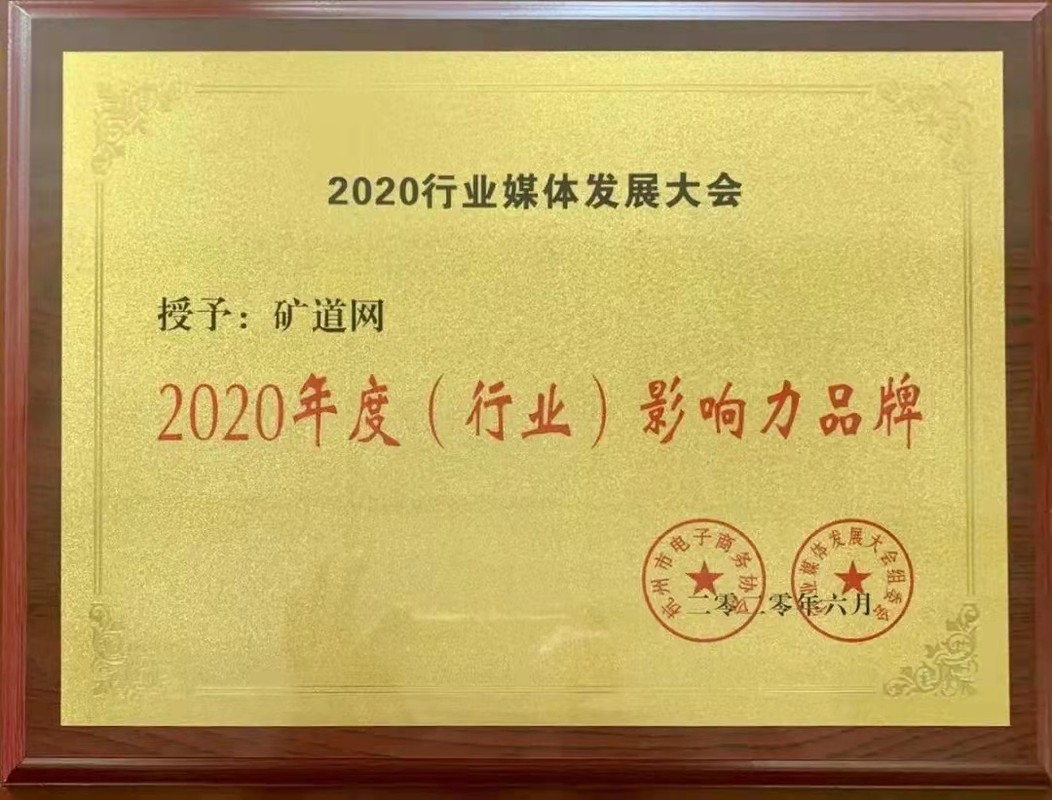 2020行业媒体发展大会
授予：矿道网
2020年度（行业）影响力品牌
杭州市电子商务协会
行业媒体发展大会组委会
二零二零年六月